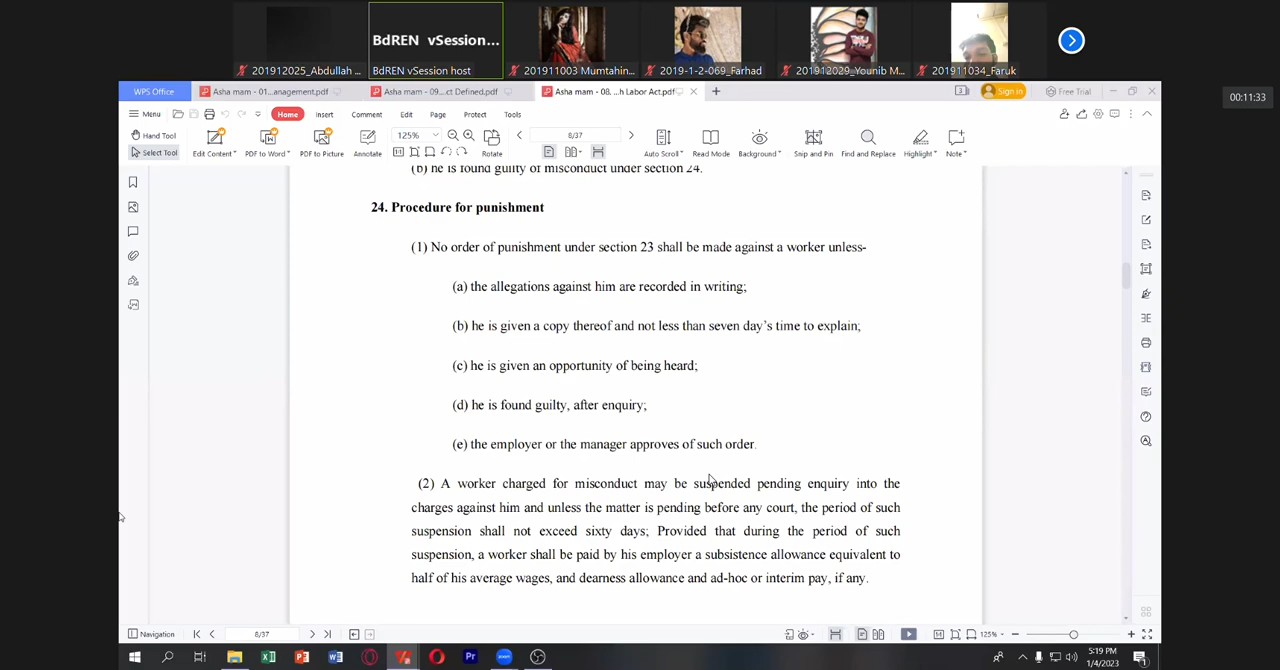 BdREN vSession...
201912025_Abdullah ...
BdREN vSession host
201911003 Mumtahin...
2019-1-2-069_Farhad
201912029_Younib M...
201911034_Faruk
00:11:33
WPS Office
Asha mam - 01...anagement.pdf
Asha mam - 09....ct Defined.pdf
Asha mam - 08. ...h Labor Act.pdf
3
Sign in
Free Trial
Menu
Home
Insert
Comment
Edit
Page
Protect
Tools
Hand Tool
Select Tool
Edit Content
PDF to Word
PDF to Picture
Annotate
125%
Rotate
8/37
Auto Scroll
Read Mode
Background
Snip and Pin
Find and Replace
Highlight
Note
(b) he is found guilty of misconduct under section 24.
24. Procedure for punishment
(1) No order of punishment under section 23 shall be made against a worker unless-
(a) the allegations against him are recorded in writing;
(b) he is given a copy thereof and not less than seven day's time to explain;
(c) he is given an opportunity of being heard;
(d) he is found guilty, after enquiry;
(e) the employer or the manager approves of such order.
(2) A worker charged for misconduct may be suspended pending enquiry into the
charges against him and unless the matter is pending before any court, the period of such
suspension shall not exceed sixty days; Provided that during the period of such
suspension, a worker shall be paid by his employer a subsistence allowance equivalent to
half of his average wages, and dearness allowance and ad-hoc or interim pay, if any.
Navigation
8/37
125%
5:19 PM
1/4/2023